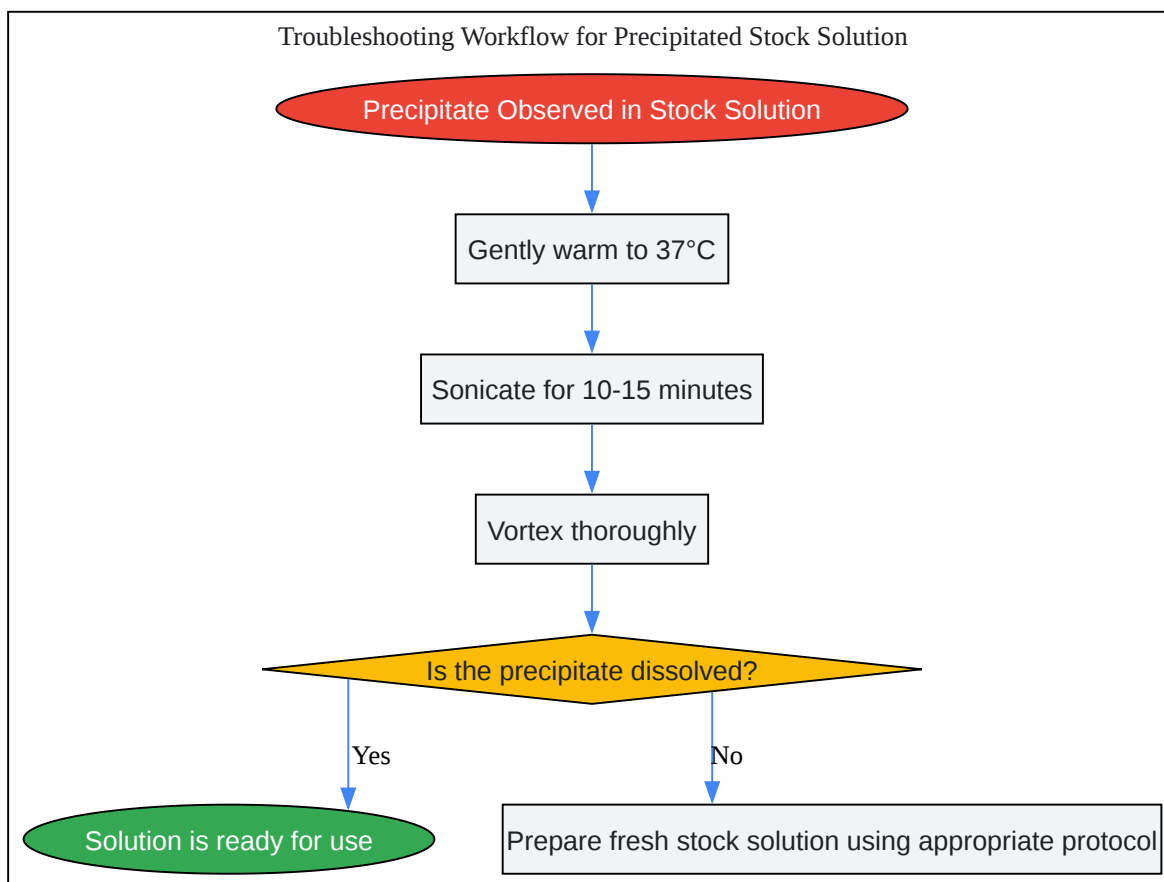 Troubleshooting Workflow for Precipitated Stock Solution
Precipitate Observed in Stock Solution
Gently warm to 37°C
Sonicate for 10-15 minutes
Vortex thoroughly
Is the precipitate dissolved?
Yes
No
Solution is ready for use
Prepare fresh stock solution using appropriate protocol